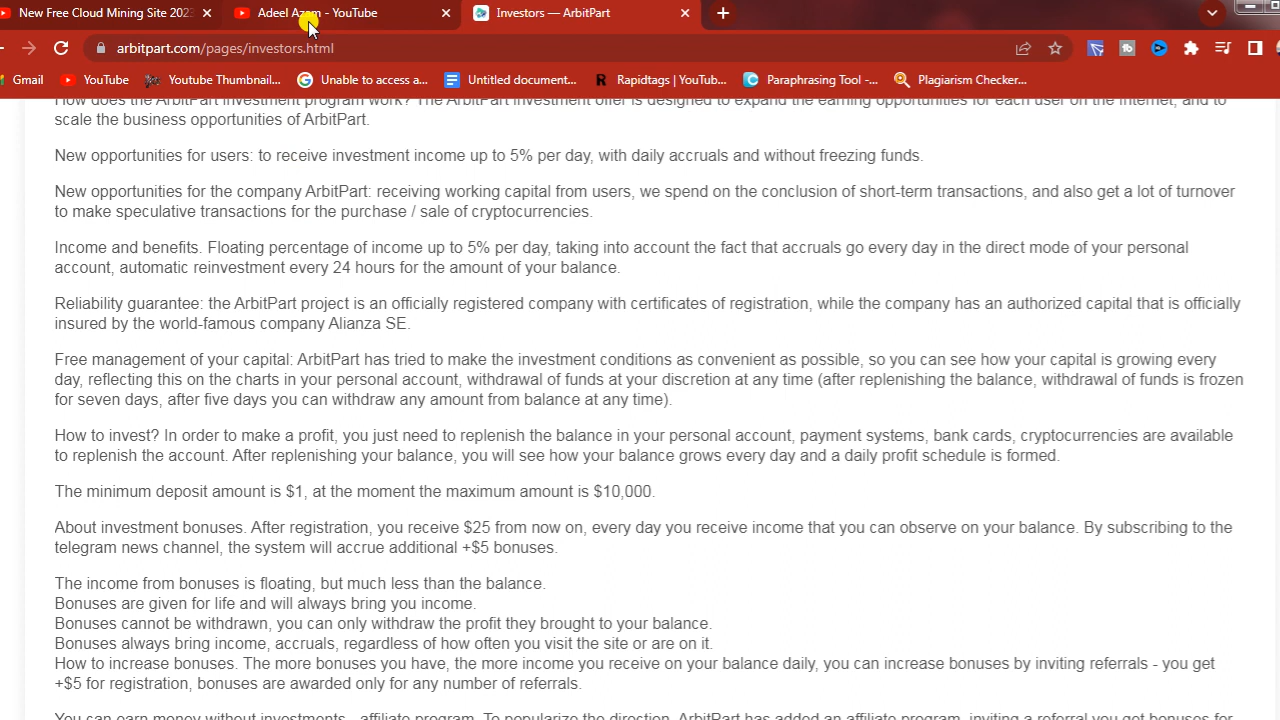 New Free Cloud Mining Site 202
Adeel Azam - YouTube
Investors — ArbitPart
arbitpart.com/pages/investors.html
Gmail
YouTube
Youtube Thumbnail...
Unable to access a...
Untitled document...
Rapidtags | YouTub...
Paraphrasing Tool -...
Plagiarism Checker...
How does the ArbitPart investment program work? The ArbitPart investment offer is designed to expand the earning opportunities for each user on the Internet, and to
scale the business opportunities of ArbitPart.
New opportunities for users: to receive investment income up to 5% per day, with daily accruals and without freezing funds.
New opportunities for the company ArbitPart: receiving working capital from users, we spend on the conclusion of short-term transactions, and also get a lot of turnover
to make speculative transactions for the purchase / sale of cryptocurrencies.
Income and benefits. Floating percentage of income up to 5% per day, taking into account the fact that accruals go every day in the direct mode of your personal
account, automatic reinvestment every 24 hours for the amount of your balance.
Reliability guarantee: the ArbitPart project is an officially registered company with certificates of registration, while the company has an authorized capital that is officially
insured by the world-famous company Alianza SE.
Free management of your capital: ArbitPart has tried to make the investment conditions as convenient as possible, so you can see how your capital is growing every
day, reflecting this on the charts in your personal account, withdrawal of funds at your discretion at any time (after replenishing the balance, withdrawal of funds is frozen
for seven days, after five days you can withdraw any amount from balance at any time).
How to invest? In order to make a profit, you just need to replenish the balance in your personal account, payment systems, bank cards, cryptocurrencies are available
to replenish the account. After replenishing your balance, you will see how your balance grows every day and a daily profit schedule is formed.
The minimum deposit amount is $1, at the moment the maximum amount is $10,000.
About investment bonuses. After registration, you receive $25 from now on, every day you receive income that you can observe on your balance. By subscribing to the
telegram news channel, the system will accrue additional +$5 bonuses.
The income from bonuses is floating, but much less than the balance.
Bonuses are given for life and will always bring you income.
Bonuses cannot be withdrawn, you can only withdraw the profit they brought to your balance.
Bonuses always bring income, accruals, regardless of how often you visit the site or are on it.
How to increase bonuses. The more bonuses you have, the more income you receive on your balance daily, you can increase bonuses by inviting referrals - you get
+$5 for registration, bonuses are awarded only for any number of referrals.
You can earn money without investments - affiliate program. To popularize the direction, ArbitPart has added an affiliate program, inviting a referral you get bonuses for